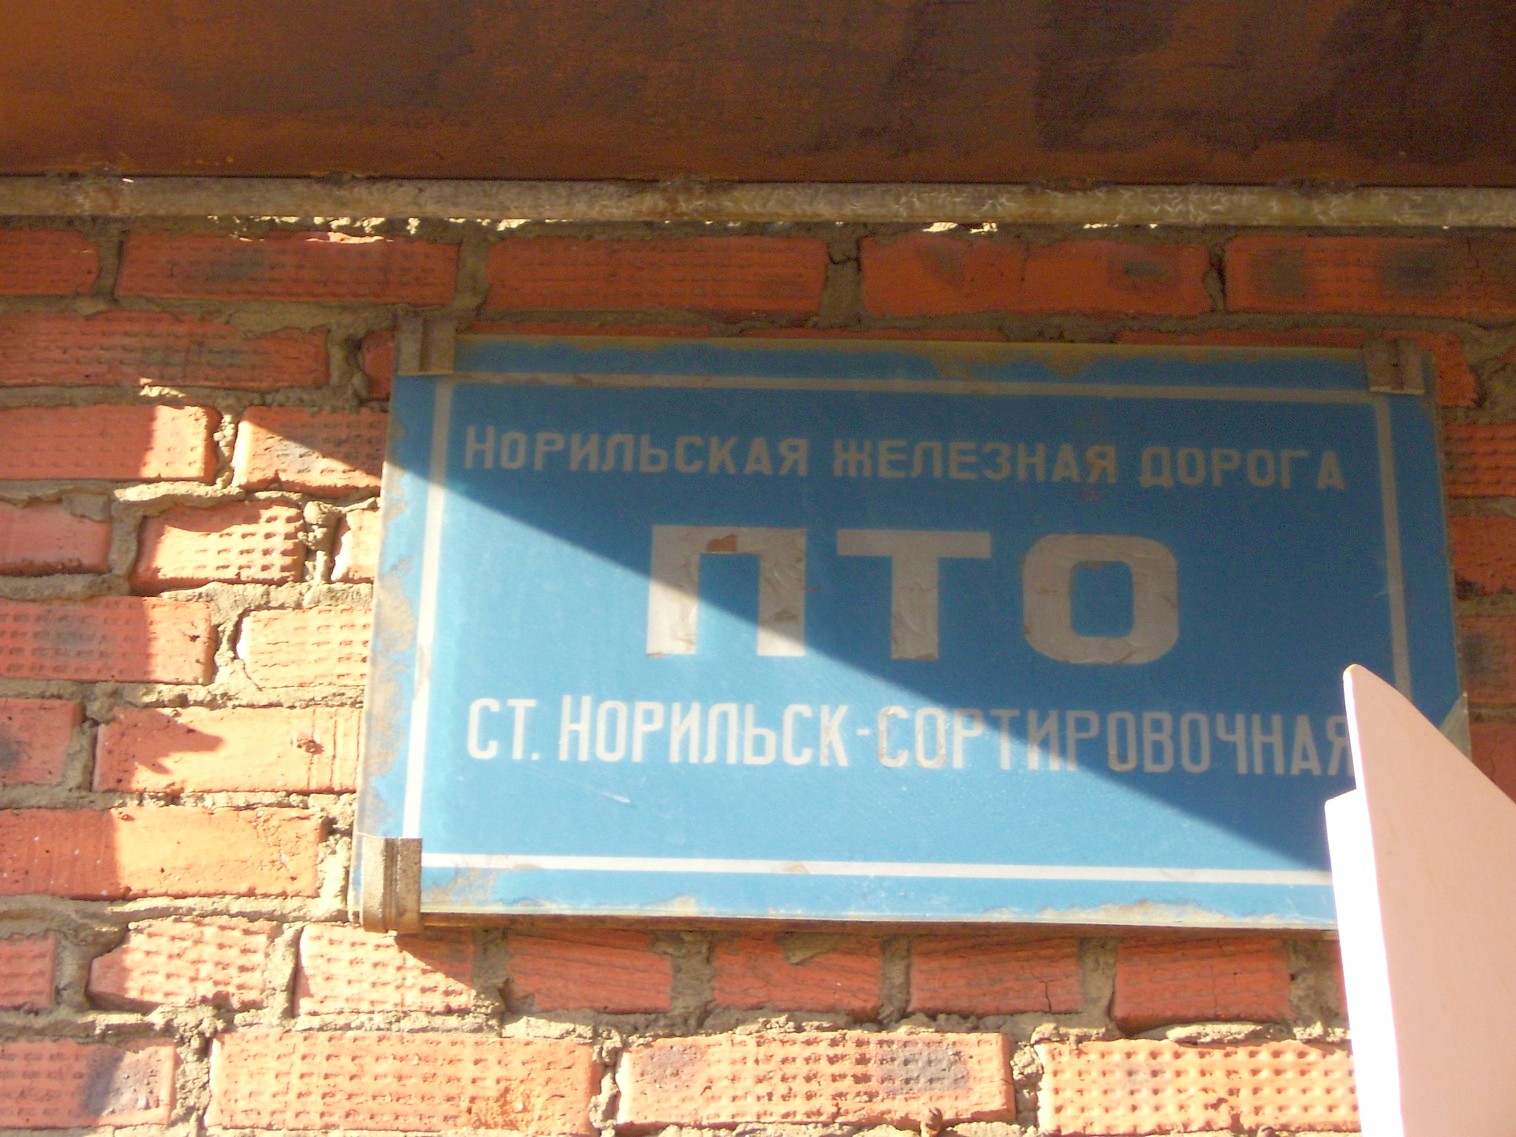 НОРИЛЬСКАЯ ЖЕЛЕЗНАЯ ДОРОГА
ПТО
СТ. НОРИЛЬСК-СОРТИРОВОЧНАЯ